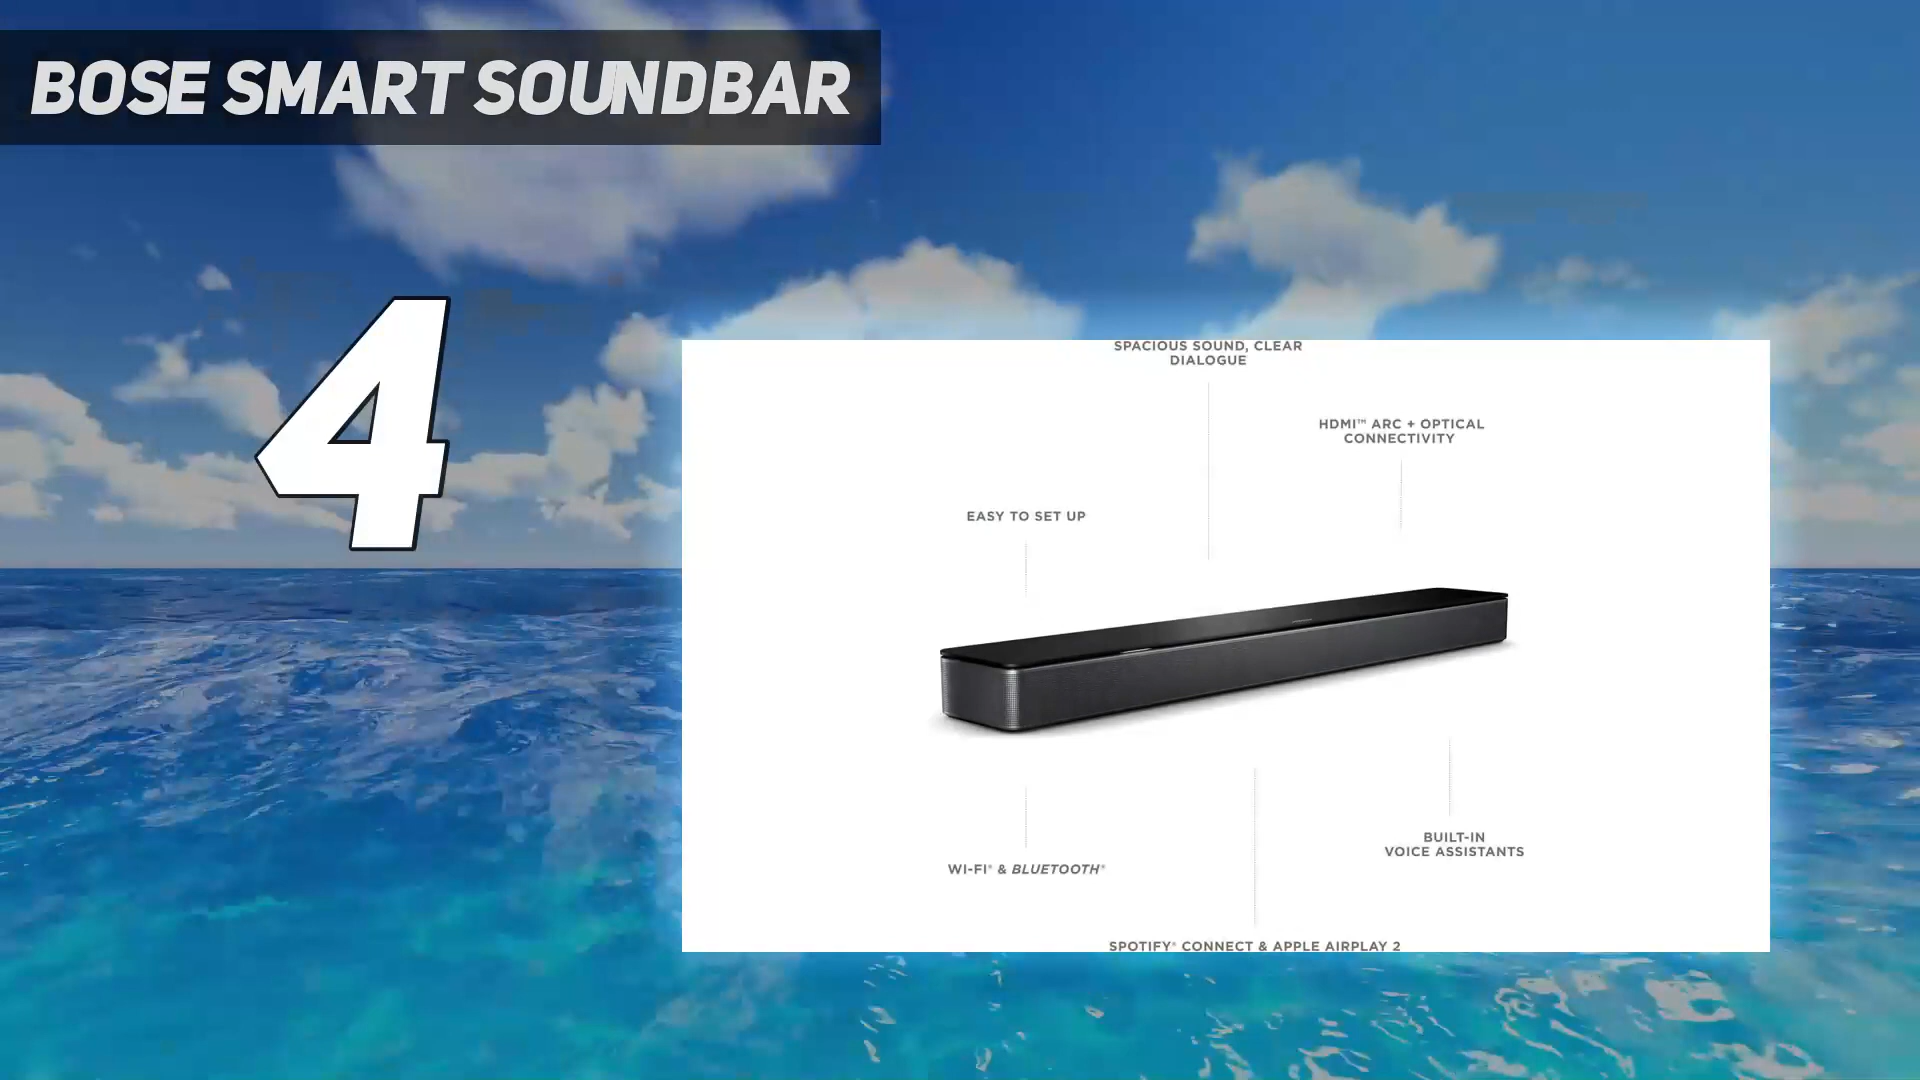 BOSE SMART SOUNDBAR
4
SPACIOUS SOUND, CLEAR
DIALOGUE
HDMI™ ARC + OPTICAL
CONNECTIVITY
EASY TO SET UP
BUILT-IN
VOICE ASSISTANTS
WI-FI® & BLUETOOTH®
SPOTIFY® CONNECT & APPLE AIRPLAY 2